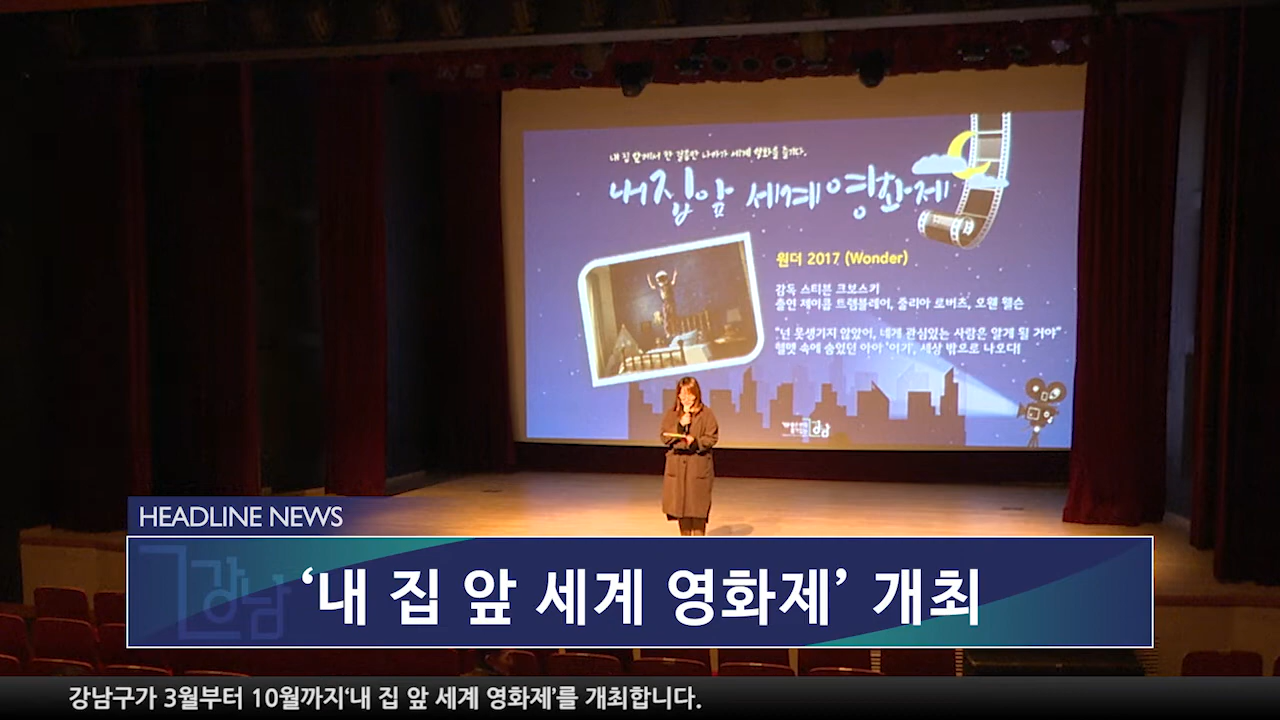 내 집 앞에서 한 걸음만 나아가 세계 영화를 즐기다.
내 집 앞 세계 영화제
원더 2017 (Wonder)
감독 스티븐 크보스키
출연 제이콥 트렘블레이, 줄리아 로버츠, 오웬 윌슨
“넌 못생기지 않았어, 네게 관심있는 사람은 알게 될 거야”
헬멧 속에 숨었던 아이 ‘어기’, 세상 밖으로 나오다!
강남
HEADLINE NEWS
강남
‘내 집 앞 세계 영화제’ 개최
강남구가 3월부터 10월까지‘내 집 앞 세계 영화제’를 개최합니다.